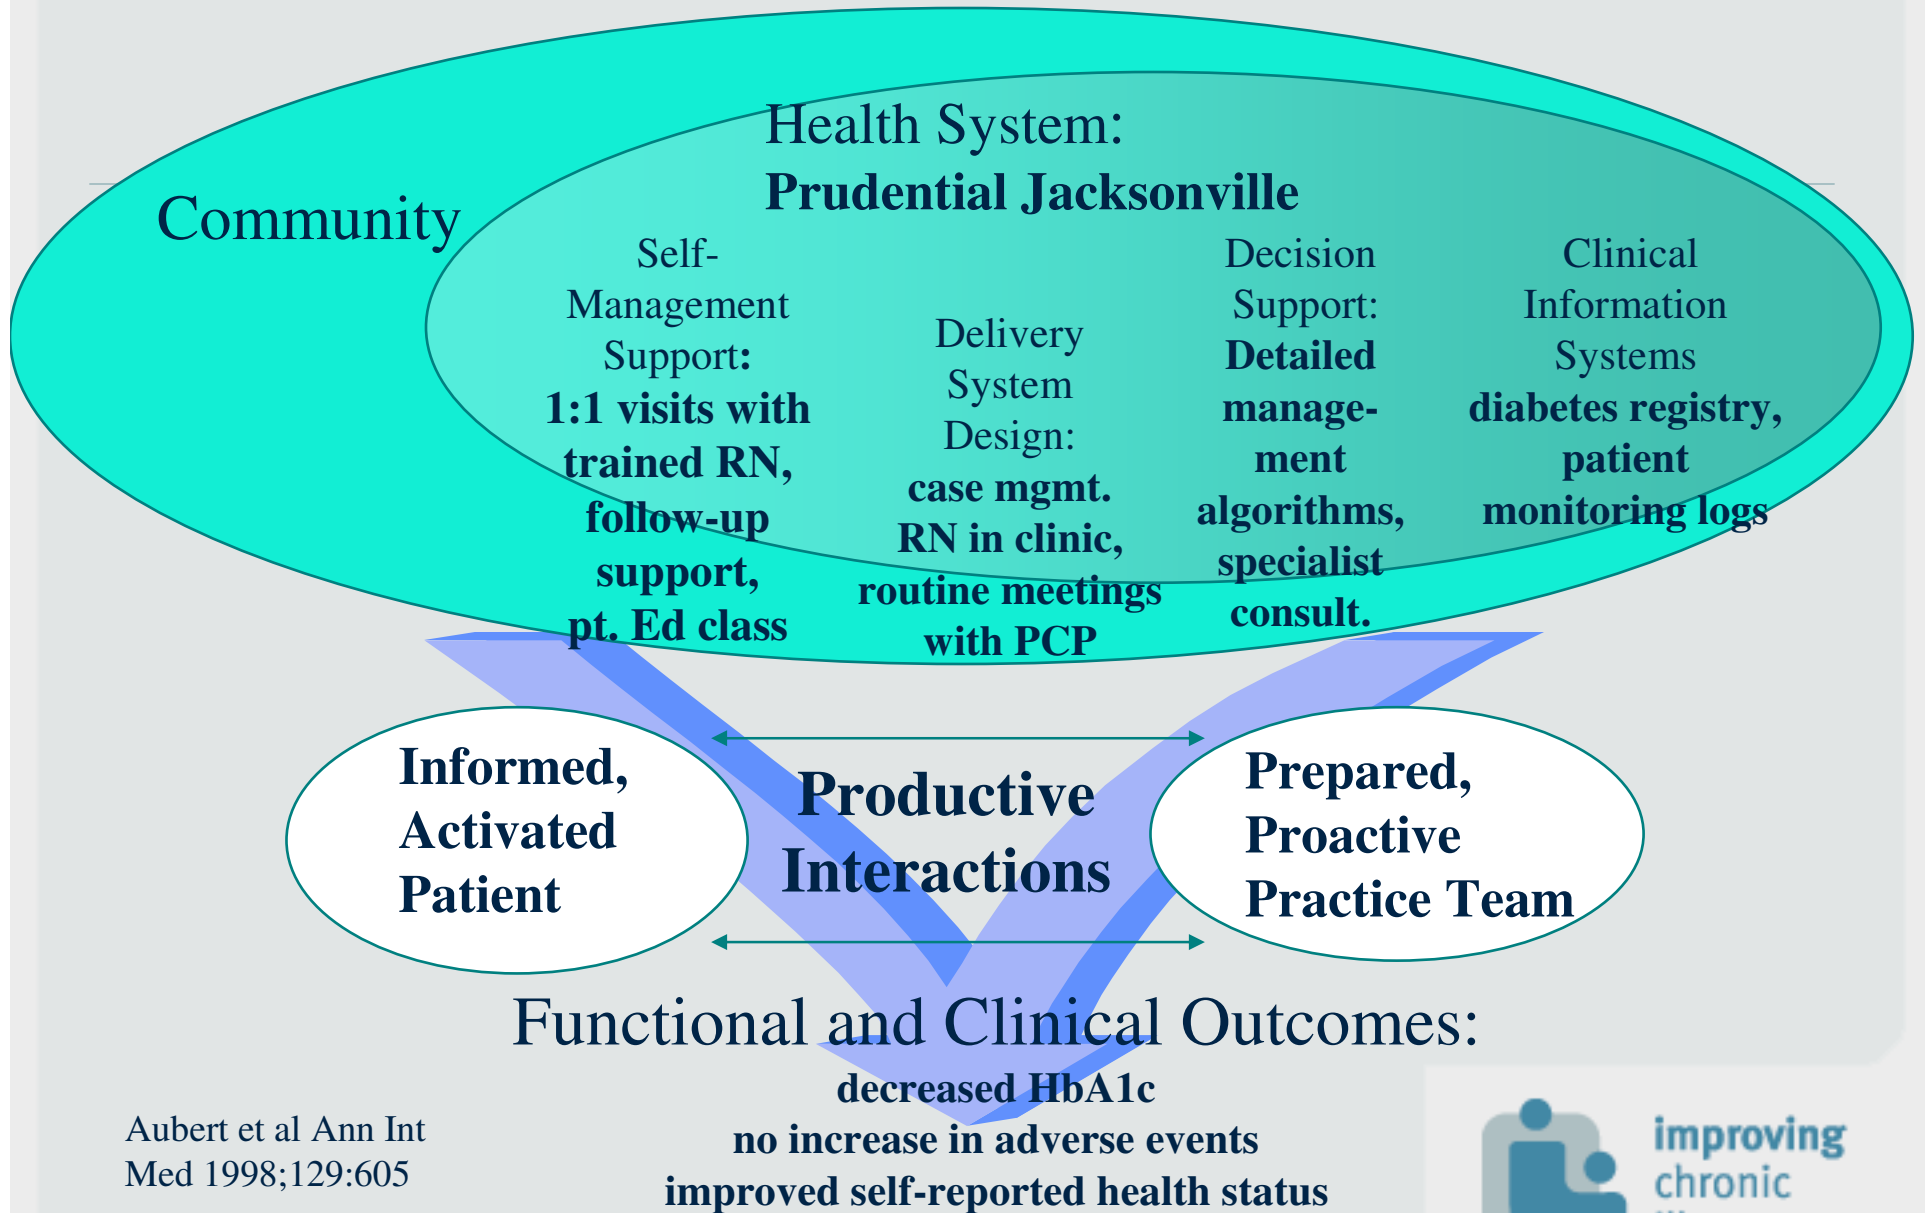 Health System:
Prudential Jacksonville
Community
Self-
Management
Support:
1:1 visits with
trained RN,
follow-up
support,
pt. Ed class
Delivery
System
Design:
case mgmt.
RN in clinic,
routine meetings
with PCP
Decision
Support:
Detailed
manage-
ment
algorithms,
specialist
consult.
Clinical
Information
Systems
diabetes registry,
patient
monitoring logs
Informed,
Activated
Patient
Productive
Interactions
Prepared,
Proactive
Practice Team
Functional and Clinical Outcomes:
decreased HbA1c
no increase in adverse events
improved self-reported health status
Aubert et al Ann Int
Med 1998;129:605
improving
chronic